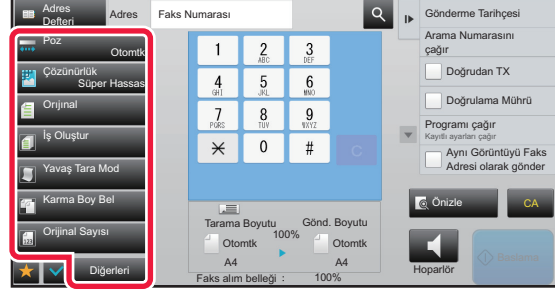 Adres
Defteri
Adres
Faks Numarası
Poz
Otomtk
Çözünürlük
Süper Hassas
Orijinal
İş Oluştur
Yavaş Tara Mod
Karma Boy Bel
Orijinal Sayısı
Diğerleri
1
2
ABC
3
DEF
4
GHI
5
JKL
6
MNO
7
PQRS
8
TUV
9
WXYZ
0
#
C
Tarama Boyutu
Gönd. Boyutu
100%
Otomtk
Otomtk
A4
A4
Faks alım belleği :
100%
Gönderme Tarihçesi
Arama Numarasını
çağır
Doğrudan TX
Doğrulama Mührü
Programı çağır
Kayıtlı ayarları çağır
Aynı Görüntüyü Faks
Adresi olarak gönder
Önizle
CA
Hoparlör
Başlatma